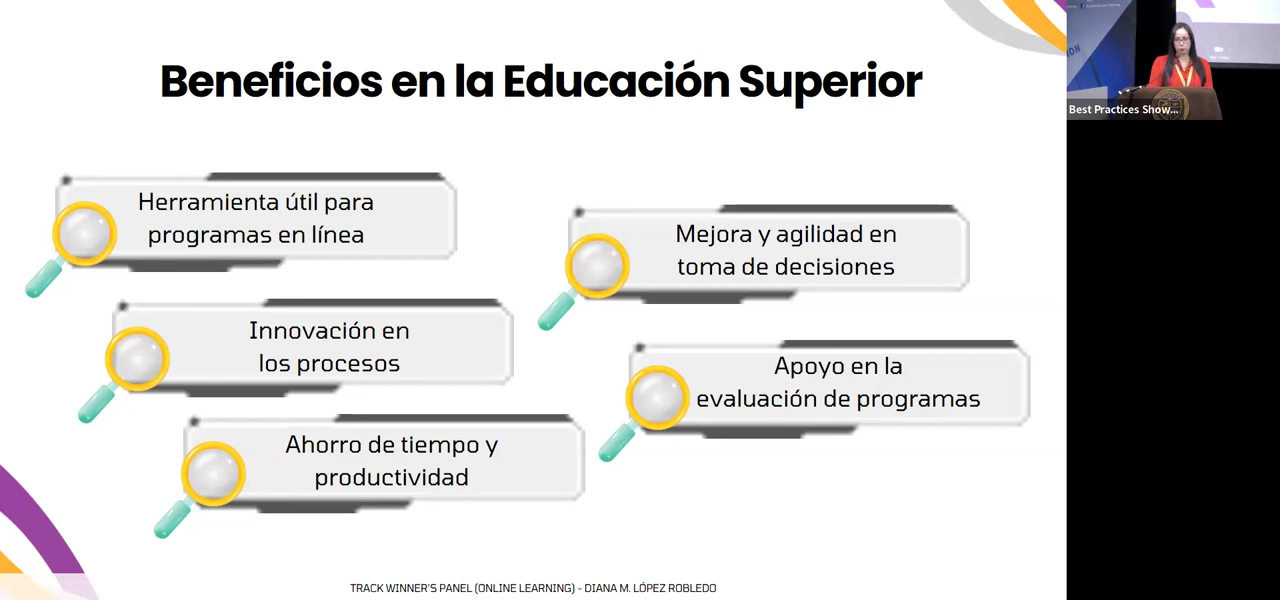 Beneficios en la Educación Superior
Herramienta útil para
programas en línea
Innovación en
los procesos
Ahorro de tiempo y
productividad
Mejora y agilidad en
toma de decisiones
Apoyo en la
evaluación de programas
TRACK WINNER'S PANEL (ONLINE LEARNING) - DIANA M. LÓPEZ ROBLEDO
Best Practices Show...